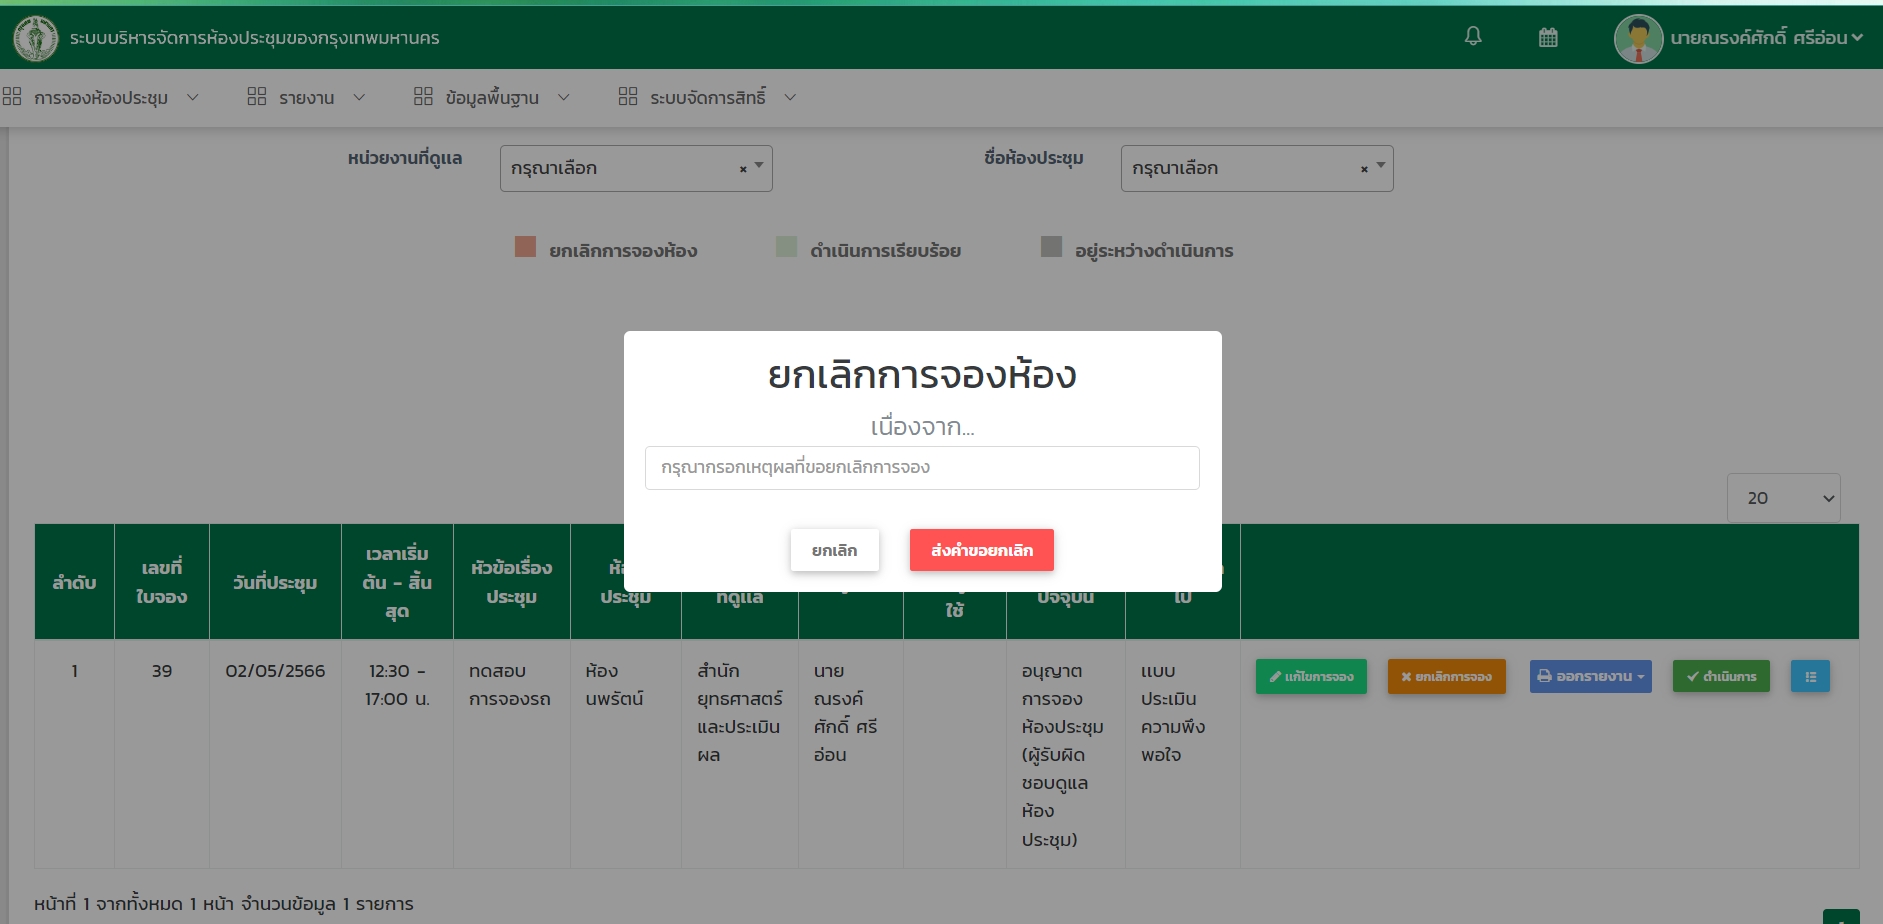 ระบบบริหารจัดการห้องประชุมของกรุงเทพมหานคร
นายณรงค์ศักดิ์ ศรีอ่อน
การจองห้องประชุม
รายงาน
ข้อมูลพื้นฐาน
ระบบจัดการสิทธิ์
หน่วยงานที่ดูแล
กรุณาเลือก
×
ชื่อห้องประชุม
กรุณาเลือก
×
ยกเลิกการจองห้อง
ดำเนินการเรียบร้อย
อยู่ระหว่างดำเนินการ
ยกเลิกการจองห้อง
เนื่องจาก...
กรุณากรอกเหตุผลที่ขอยกเลิกการจอง
ยกเลิก
ส่งคำขอยกเลิก
20
ลำดับ
เลขที่
ใบจอง
วันที่ประชุม
เวลาเริ่ม
ต้น - สิ้น
สุด
หัวข้อเรื่อง
ประชุม
ประชุม
ที่ดูแล
ใช้
ปัจจุบัน
ไป
1
39
02/05/2566
12:30 -
17:00 น.
ทดสอบ
การจองรถ
ห้อง
นพรัตน์
สำนัก
ยุทธศาสตร์
และประเมิน
ผล
นาย
ณรงค์
ศักดิ์ ศรี
อ่อน
อนุญาต
การจอง
ห้องประชุม
(ผู้รับผิด
ชอบดูแล
ห้อง
ประชุม)
แบบ
ประเมิน
ความพึง
พอใจ
แก้ไขการจอง
ยกเลิกการจอง
ออกรายงาน
ดำเนินการ
หน้าที่ 1 จากทั้งหมด 1 หน้า จำนวนข้อมูล 1 รายการ